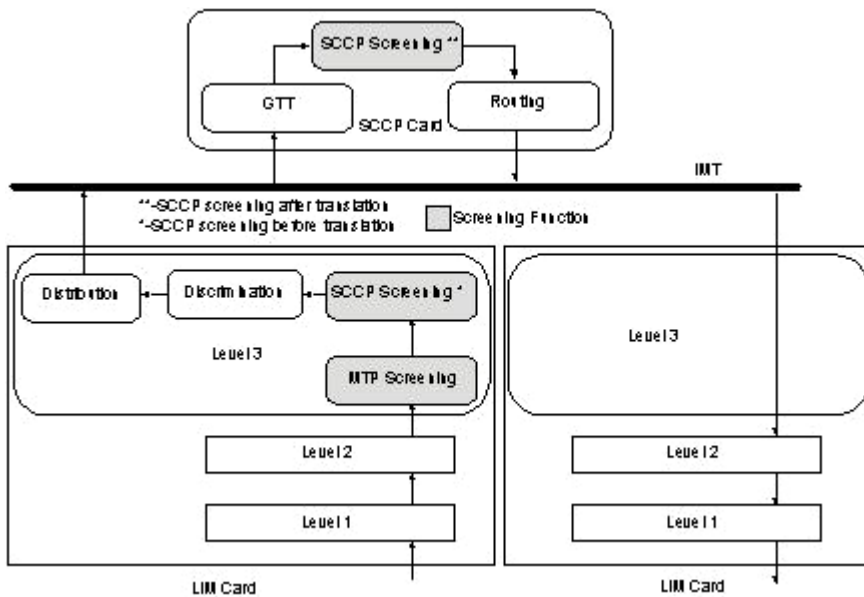 SCCP Screening **
GTT
Routing
SCCP Card
IMT
**-SCCP screening after translation
*-SCCP screening before translation
Screening Function
Distribution
Discrimination
SCCP Screening *
Level 3
MTP Screening
Level 2
Level 1
LIM Card
Level 3
Level 2
Level 1
LIM Card